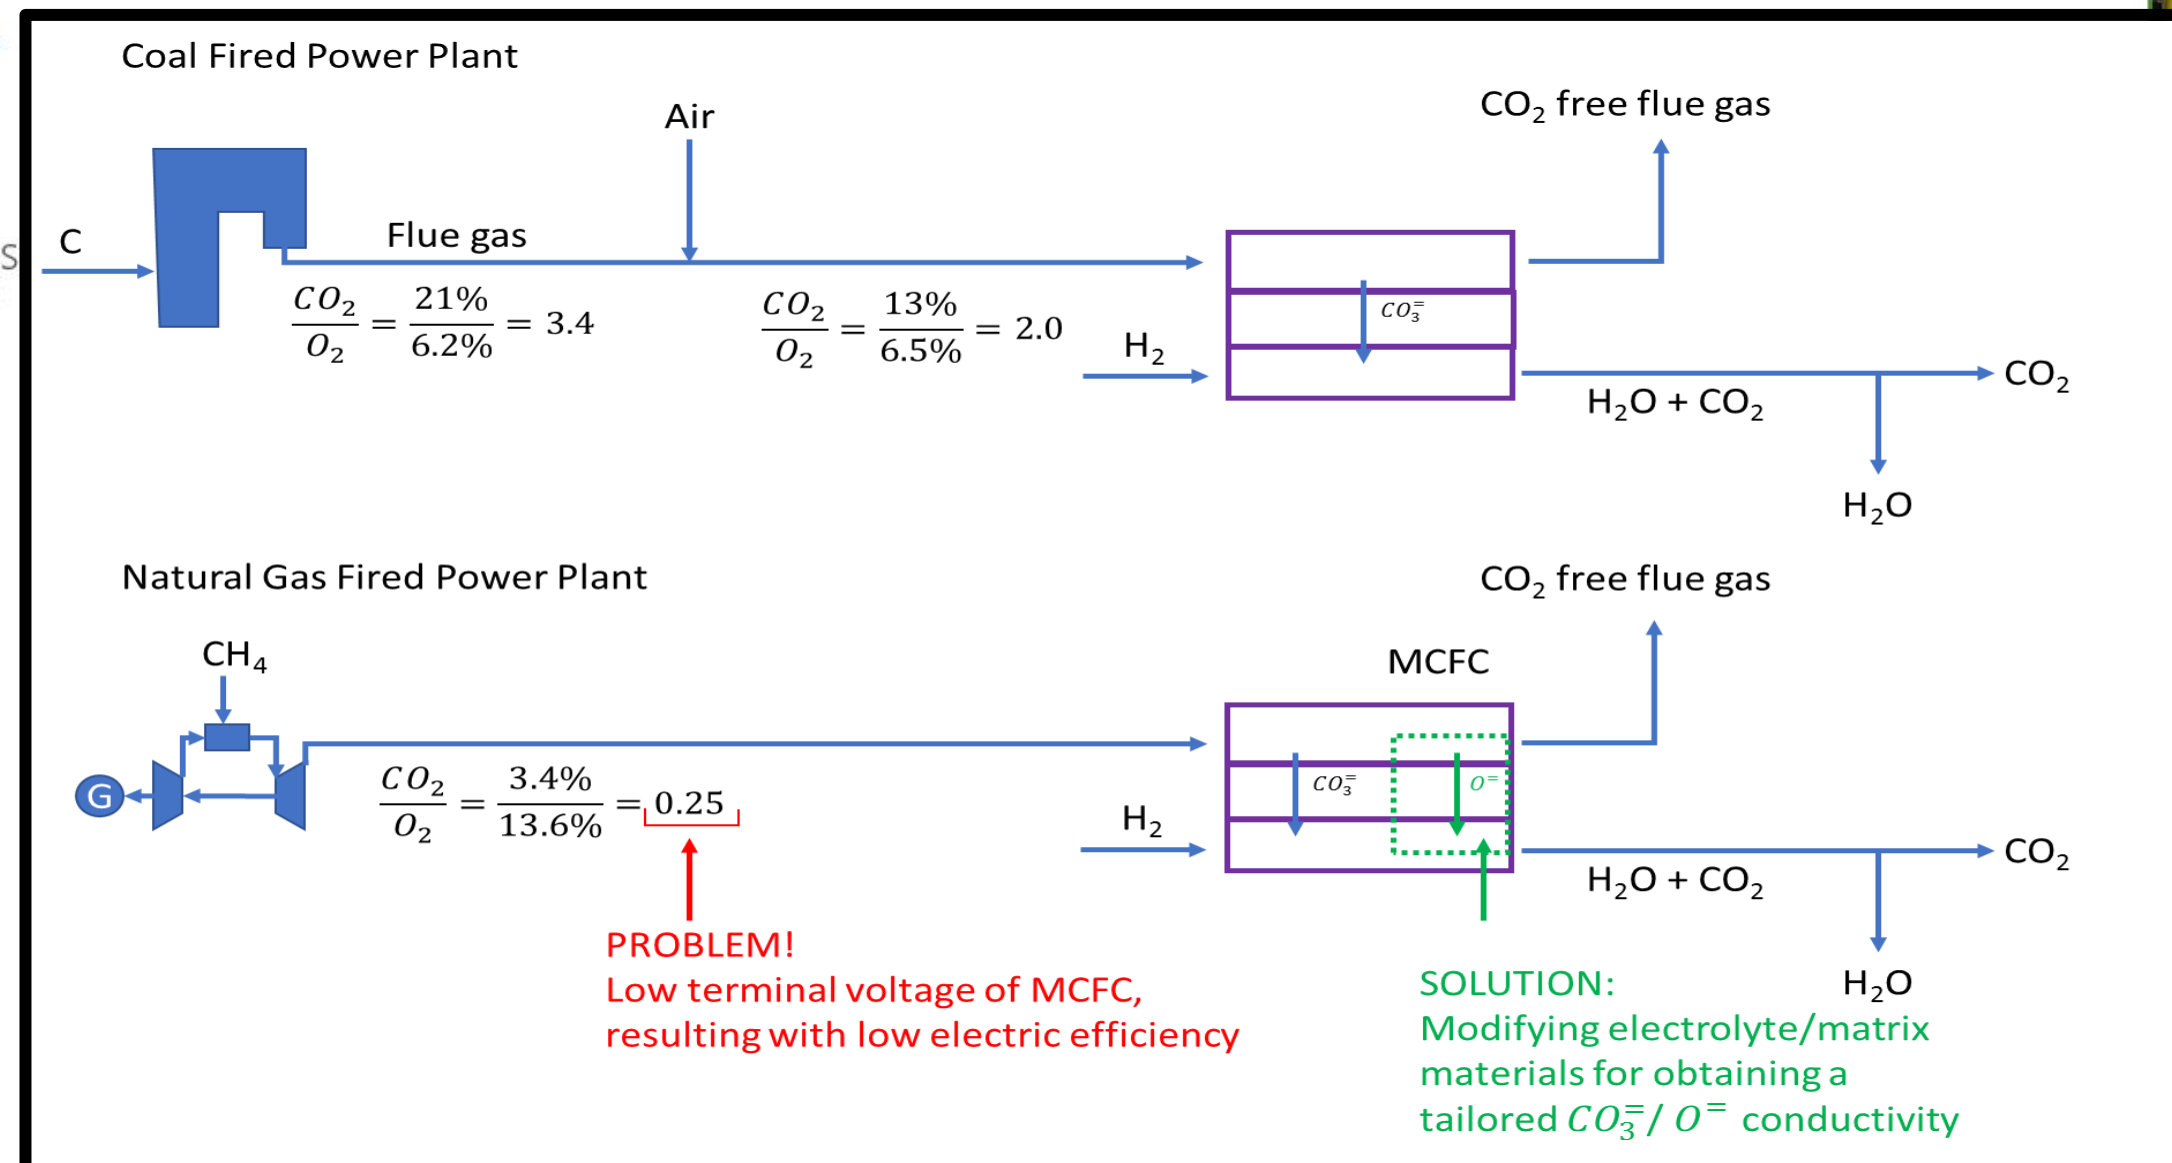 Coal Fired Power Plant
Air
CO₂ free flue gas
S
C
Flue gas
CO₂/O₂ = 21%/6.2% = 3.4
CO₂/O₂ = 13%/6.5% = 2.0
CO₃⁼
H₂
H₂O + CO₂
CO₂
H₂O
Natural Gas Fired Power Plant
CO₂ free flue gas
CH₄
MCFC
G
CO₂/O₂ = 3.4%/13.6% = 0.25
CO₃⁼
O⁼
H₂
H₂O + CO₂
CO₂
H₂O
PROBLEM!
Low terminal voltage of MCFC,
resulting with low electric efficiency
SOLUTION:
Modifying electrolyte/matrix
materials for obtaining a
tailored CO₃⁼/ O⁼ conductivity